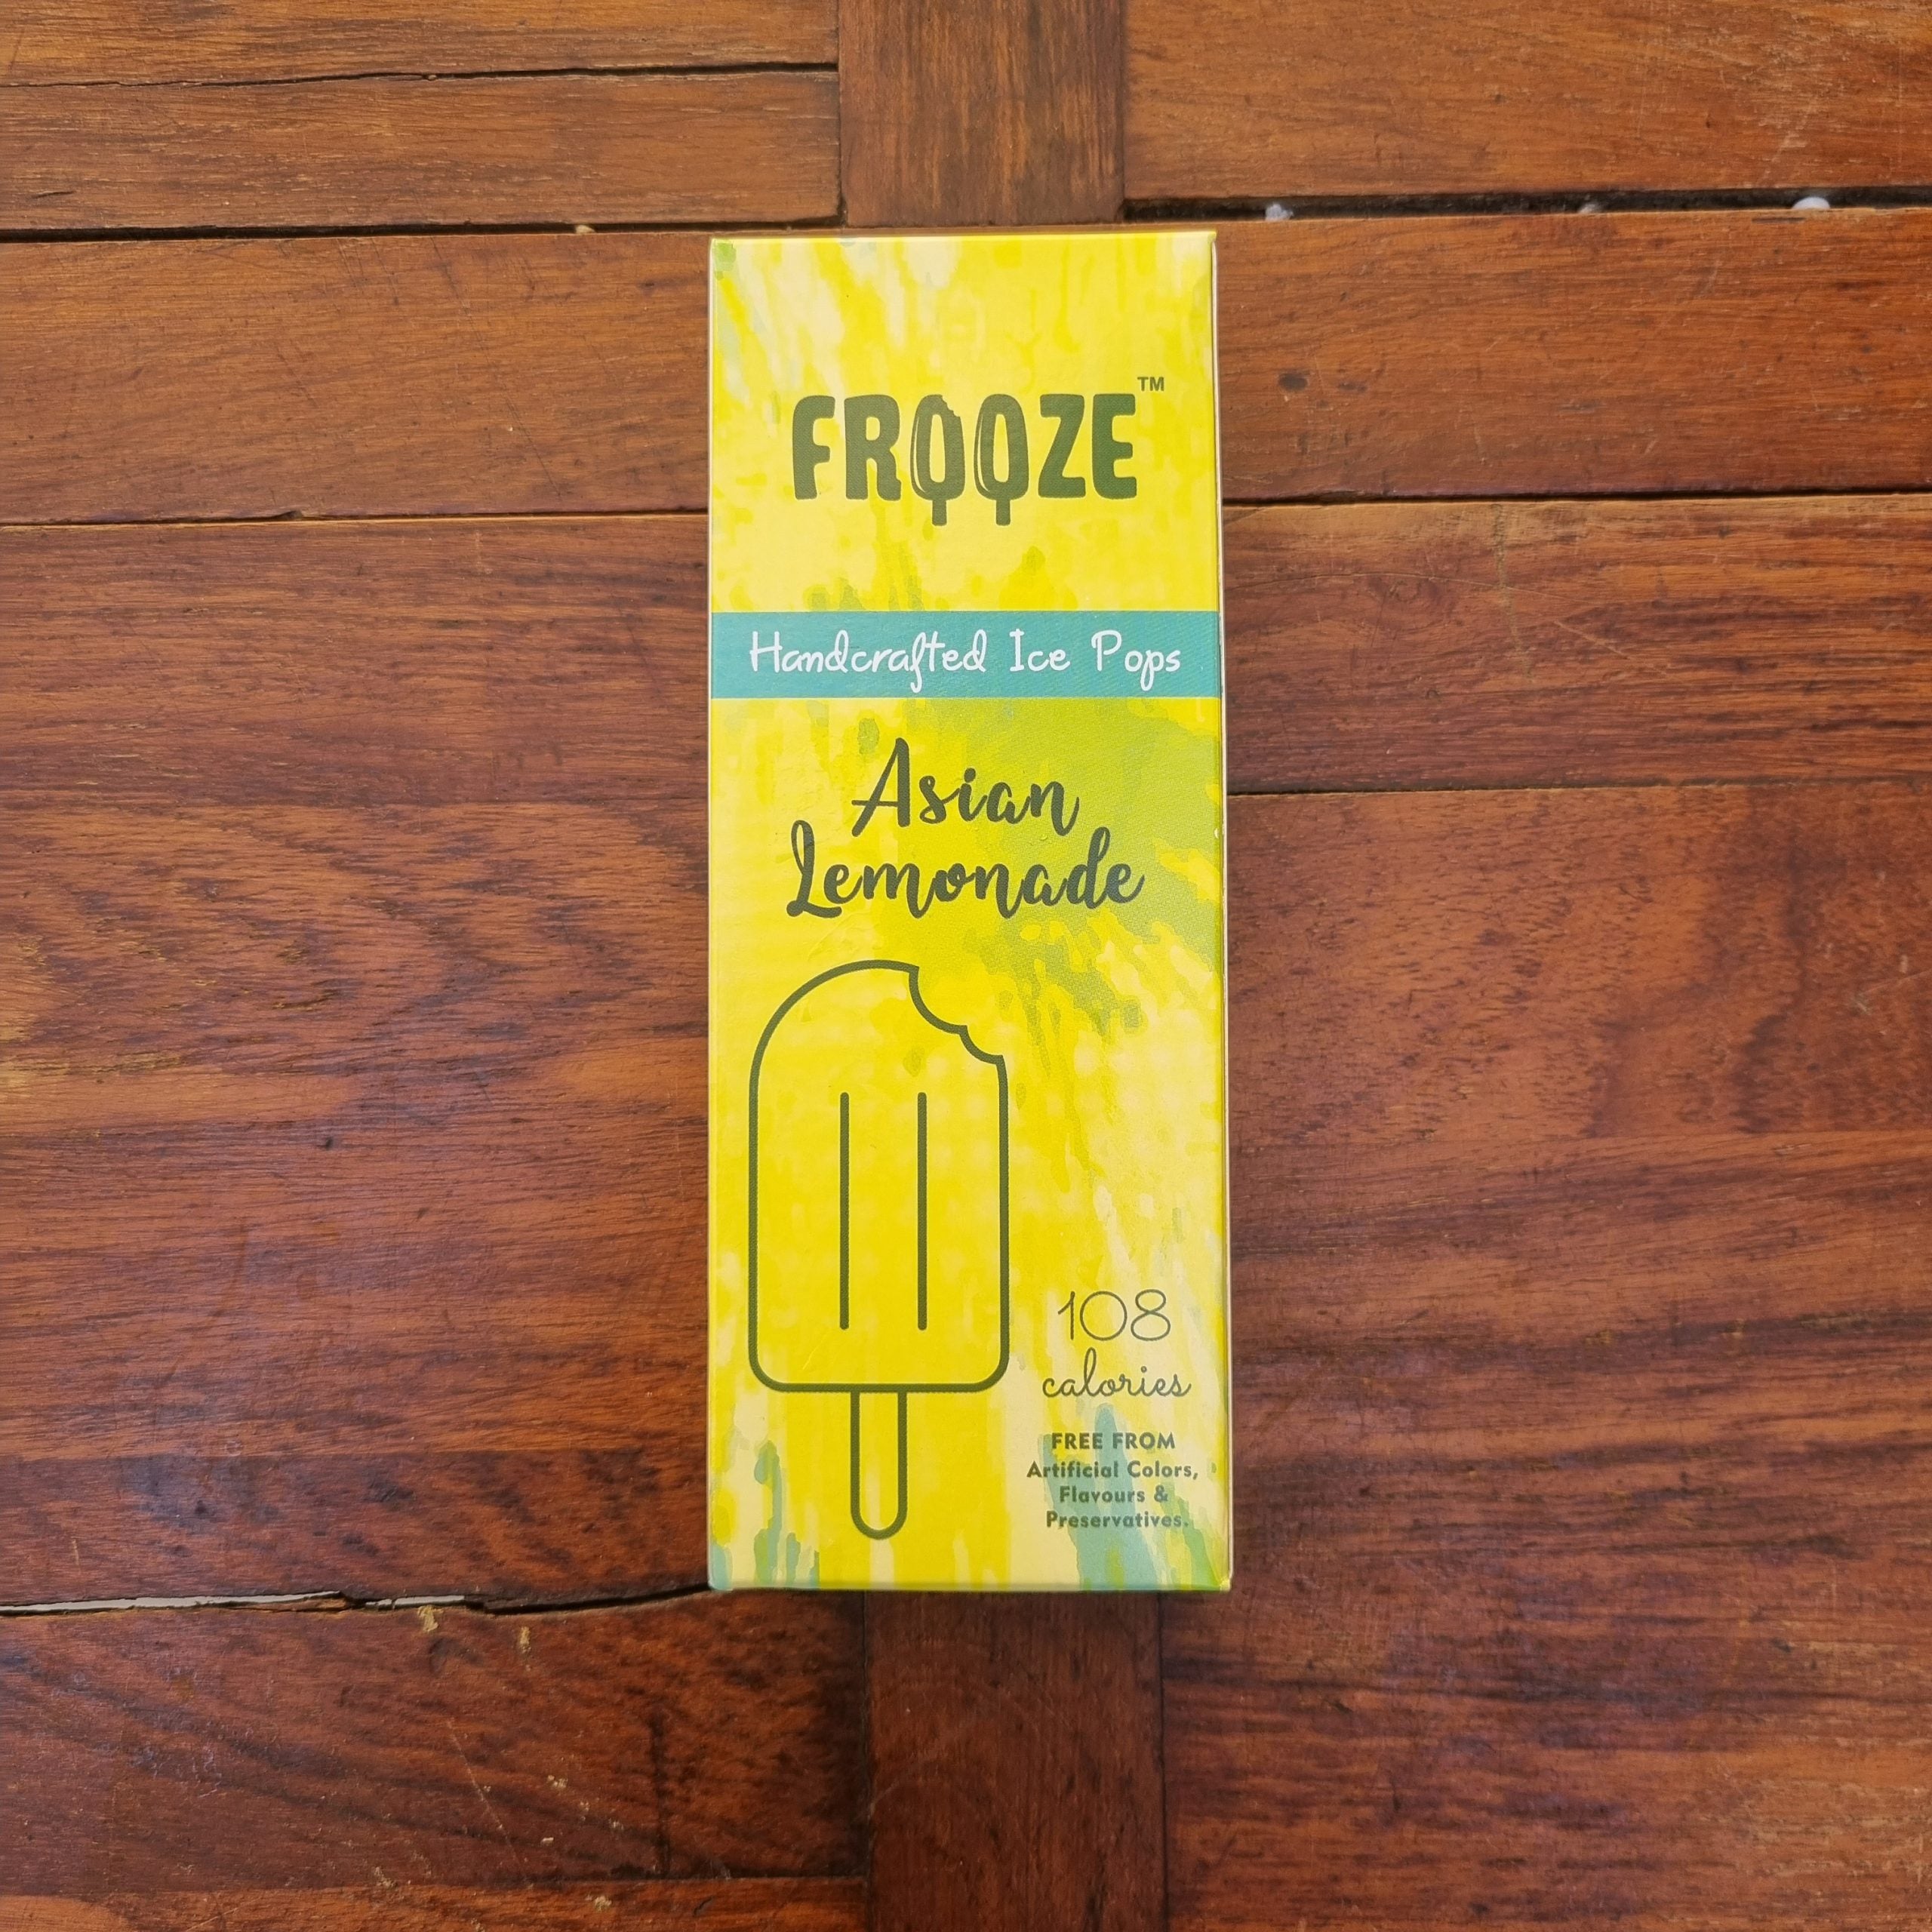 FROOZE™
Handcrafted Ice Pops
Asian
Lemonade
108
calories
FREE FROM
Artificial Colors,
Flavours &
Preservatives.